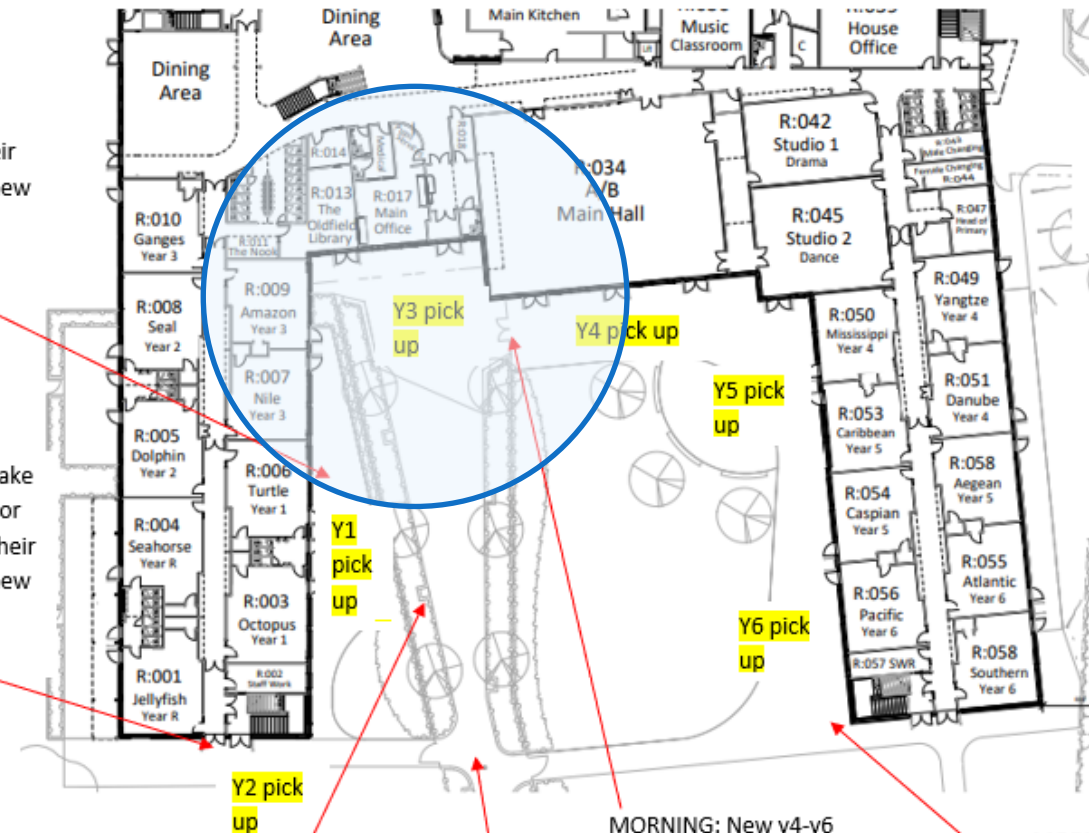 Dining
Area
Main Kitchen
Music
Classroom
C
House
Office
Dining
Area
R:014
Medical
R:018
R:013
The
Oldfield
Library
R:017
Main
Office
R:011
The Nook
R:034
A/B
Main Hall
R:042
Studio 1
Drama
R:045
Studio 2
Dance
Male Changing
Female Changing
R:044
R:047
Head of
Primary
eir
ew
R:010
Ganges
Year 3
R:008
Seal
Year 2
R:009
Amazon
Year 3
R:007
Nile
Year 3
Y3 pick
up
Y4 pick up
Y5 pick
up
R:049
Yangtze
Year 4
R:050
Mississippi
Year 4
R:051
Danube
Year 4
R:053
Caribbean
Year 5
R:005
Dolphin
Year 2
R:006
Turtle
Year 1
R:058
Aegean
Year 5
R:054
Caspian
Year 5
ake
or
heir
ew
R:004
Seahorse
Year R
Y1
pick
up
R:055
Atlantic
Year 6
R:003
Octopus
Year 1
R:056
Pacific
Year 6
Y6 pick
up
R:001
Jellyfish
Year R
R:002
Staff Work
R:057 SWR
R:058
Southern
Year 6
Y2 pick
up
MORNING: New y4-y6